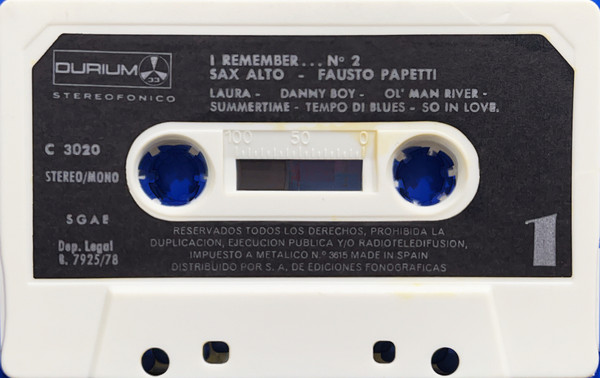 DURIUM
33
STEREOFONICO
I REMEMBER... Nº 2
SAX ALTO - FAUSTO PAPETTI
LAURA - DANNY BOY - OL' MAN RIVER -
SUMMERTIME - TEMPO DI BLUES - SO IN LOVE.
C 3020
STEREO/MONO
SGAE
Dep. Legal
B. 7925/78
100 50 0
1
RESERVADOS TODOS LOS DERECHOS, PROHIBIDA LA
DUPLICACION, EJECUCION PUBLICA Y/O RADIOTELEDIFUSION,
IMPUESTO A METALICO N.º 3615 MADE IN SPAIN
DISTRIBUIDO POR S. A. DE EDICIONES FONOGRAFICAS